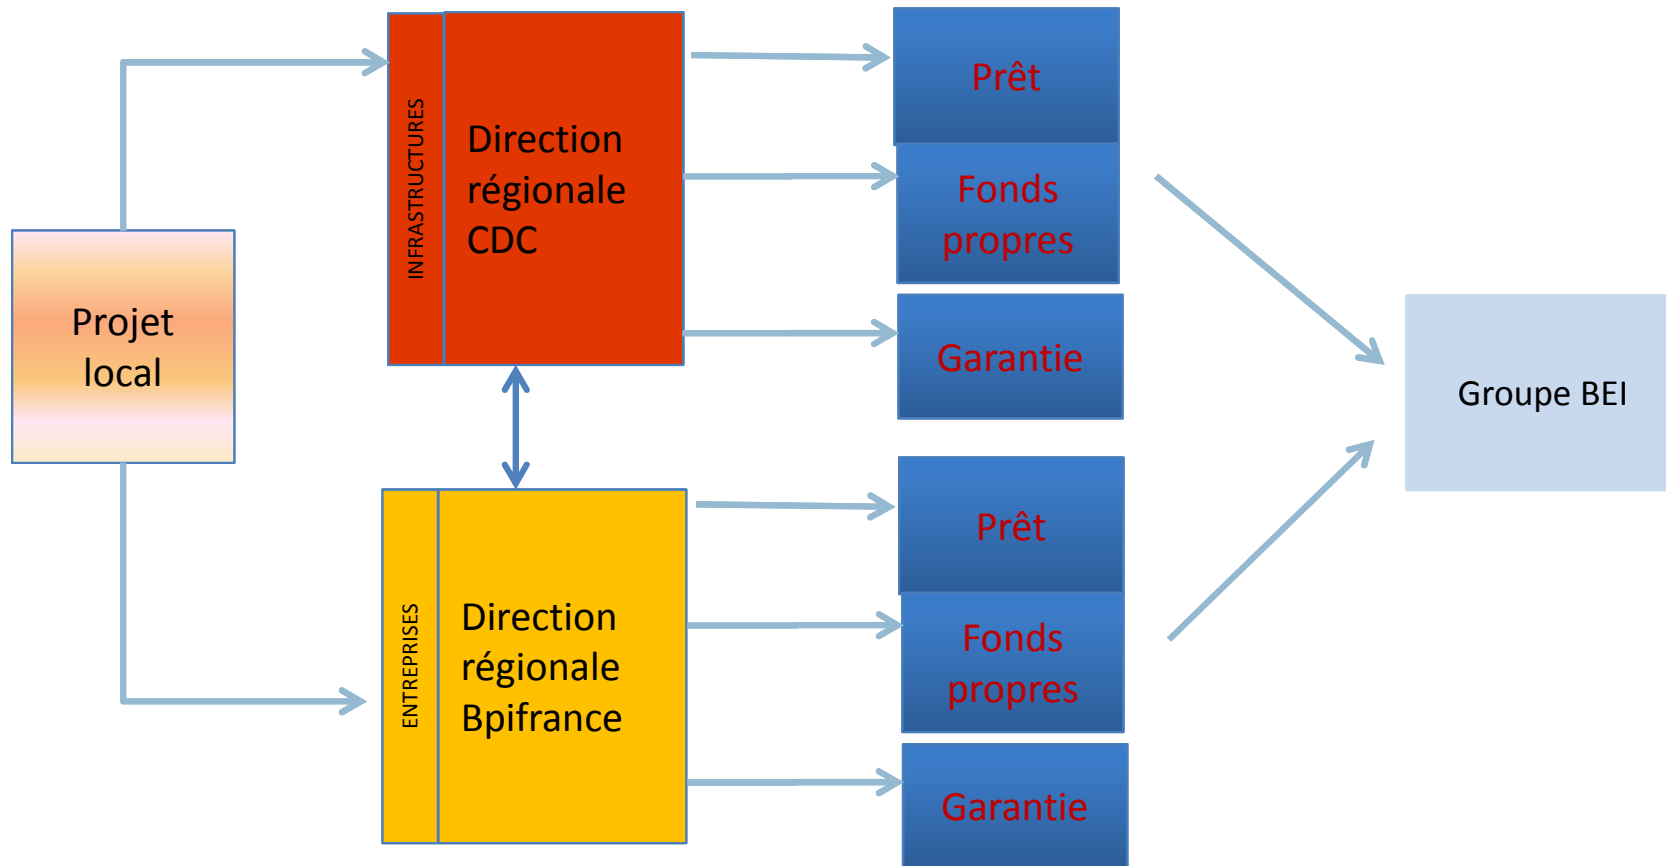 Projet
local
INFRASTRUCTURES
Direction
régionale
CDC
Prêt
Fonds
propres
Garantie
ENTREPRISES
Direction
régionale
Bpifrance
Prêt
Fonds
propres
Garantie
Groupe BEI